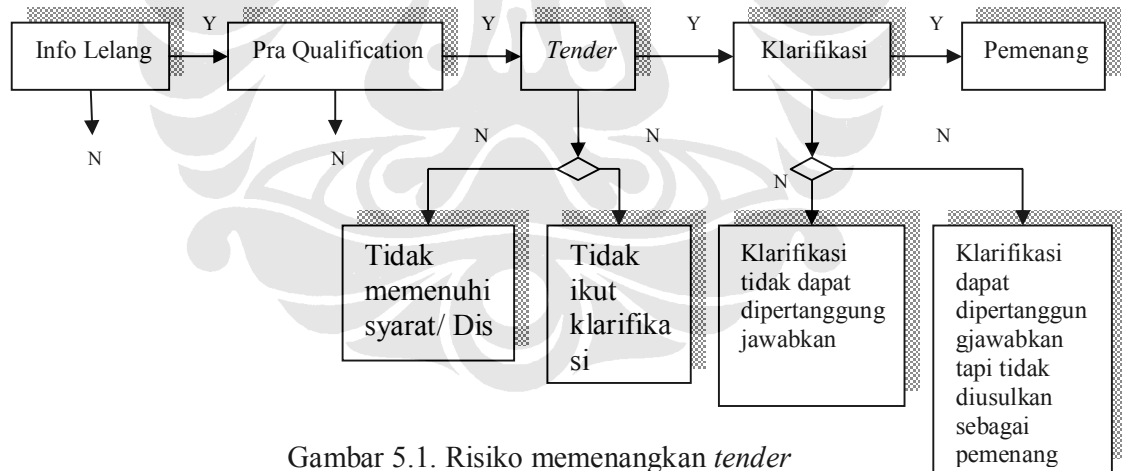 Y Y Y Y
Info Lelang Pra Qualification Tender Klarifikasi Pemenang
N N N N N
N N
Tidak
memenuhi
syarat/ Dis
Tidak
ikut
klarifika
si
Klarifikasi
tidak dapat
dipertanggung
jawabkan
Klarifikasi
dapat
dipertanggun
gjawabkan
tapi tidak
diusulkan
sebagai
pemenang
Gambar 5.1. Risiko memenangkan tender